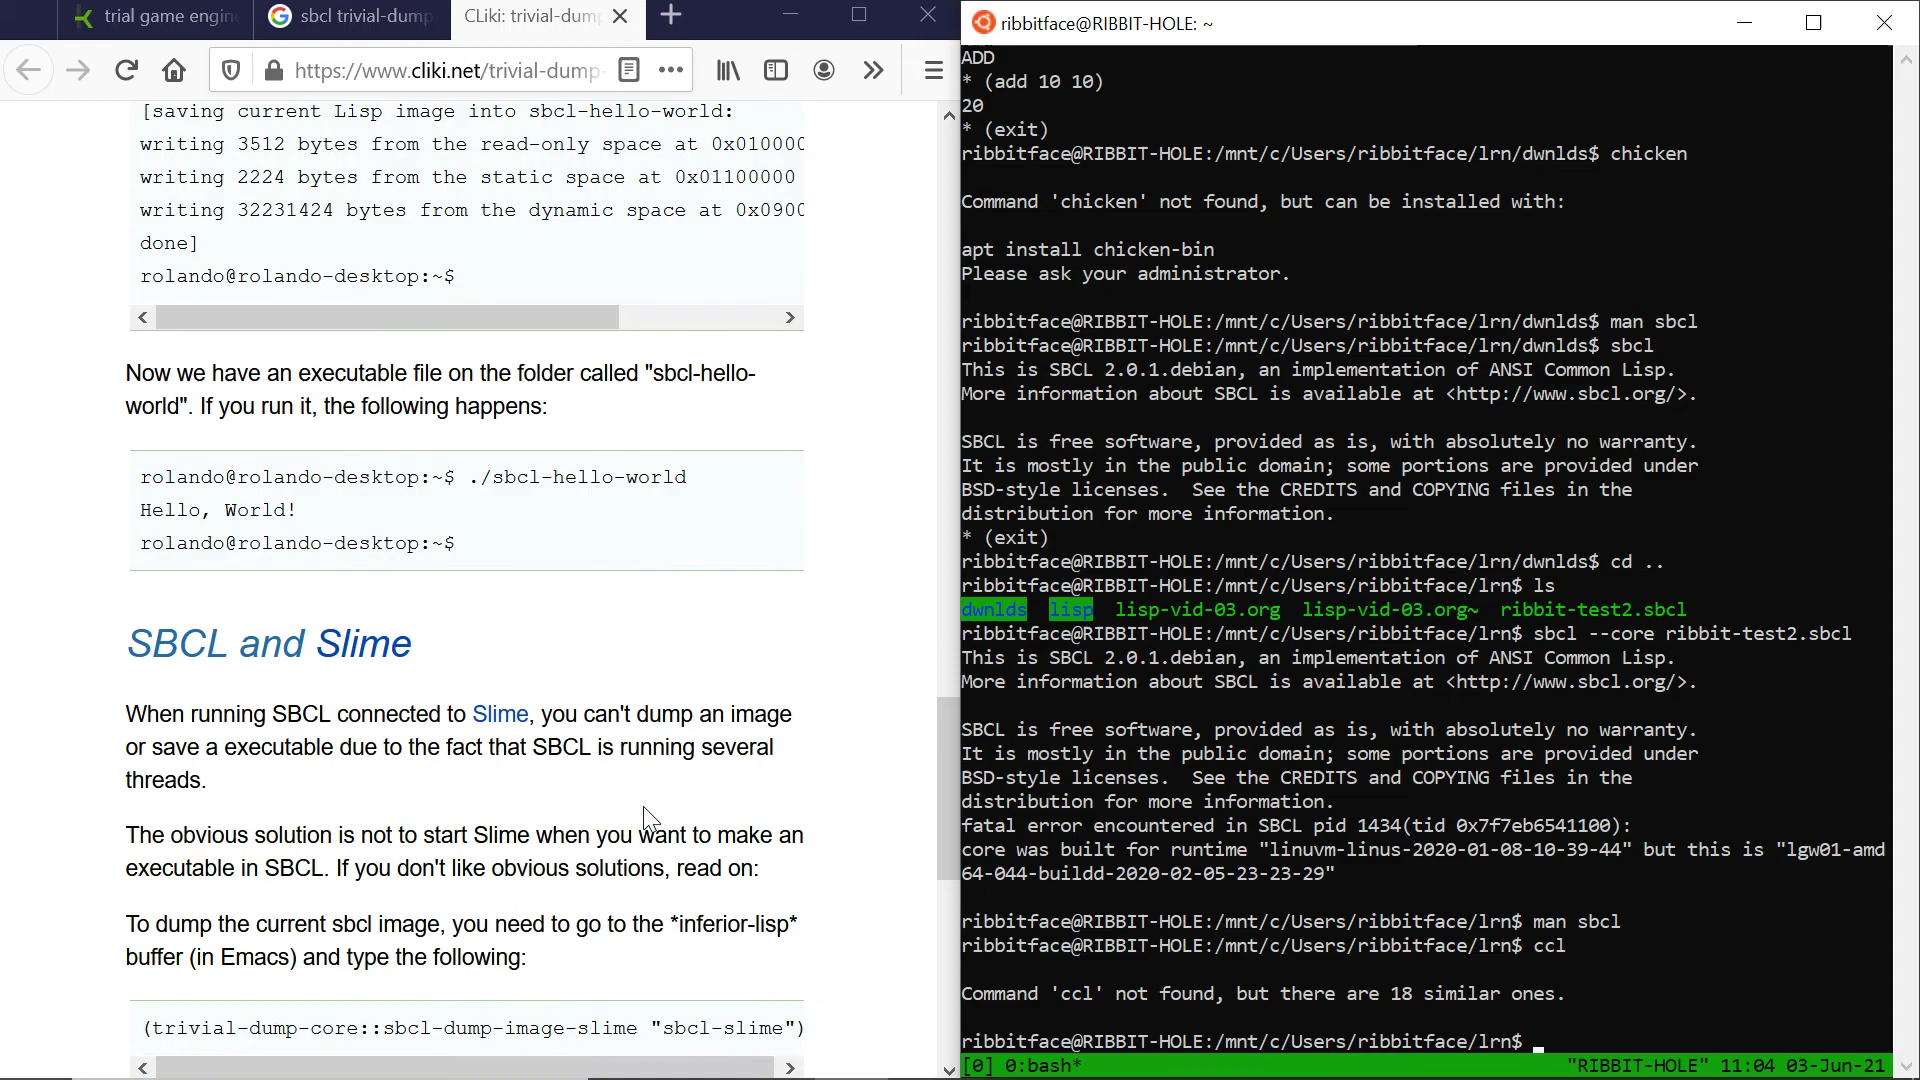 trial game engin
sbcl trivial-dump
CLiki: trivial-dum
https://www.cliki.net/trivial-dump-
[saving current Lisp image into sbcl-hello-world:
writing 3512 bytes from the read-only space at 0x010000
writing 2224 bytes from the static space at 0x01100000
writing 32231424 bytes from the dynamic space at 0x0900
done]
rolando@rolando-desktop:~$
Now we have an executable file on the folder called "sbcl-hello-
world". If you run it, the following happens:
rolando@rolando-desktop:~$ ./sbcl-hello-world
Hello, World!
rolando@rolando-desktop:~$
SBCL and Slime
When running SBCL connected to Slime, you can't dump an image
or save a executable due to the fact that SBCL is running several
threads.
The obvious solution is not to start Slime when you want to make an
executable in SBCL. If you don't like obvious solutions, read on:
To dump the current sbcl image, you need to go to the *inferior-lisp*
buffer (in Emacs) and type the following:
(trivial-dump-core::sbcl-dump-image-slime "sbcl-slime")
ribbitface@RIBBIT-HOLE: ~
ADD
* (add 10 10)
20
* (exit)
ribbitface@RIBBIT-HOLE:/mnt/c/Users/ribbitface/lrn/dwnlds$ chicken
Command 'chicken' not found, but can be installed with:
apt install chicken-bin
Please ask your administrator.
ribbitface@RIBBIT-HOLE:/mnt/c/Users/ribbitface/lrn/dwnlds$ man sbcl
ribbitface@RIBBIT-HOLE:/mnt/c/Users/ribbitface/lrn/dwnlds$ sbcl
This is SBCL 2.0.1.debian, an implementation of ANSI Common Lisp.
More information about SBCL is available at <http://www.sbcl.org/>.
SBCL is free software, provided as is, with absolutely no warranty.
It is mostly in the public domain; some portions are provided under
BSD-style licenses.  See the CREDITS and COPYING files in the
distribution for more information.
* (exit)
ribbitface@RIBBIT-HOLE:/mnt/c/Users/ribbitface/lrn/dwnlds$ cd ..
ribbitface@RIBBIT-HOLE:/mnt/c/Users/ribbitface/lrn$ ls
dwnlds  lisp  lisp-vid-03.org  lisp-vid-03.org~  ribbit-test2.sbcl
ribbitface@RIBBIT-HOLE:/mnt/c/Users/ribbitface/lrn$ sbcl --core ribbit-test2.sbcl
This is SBCL 2.0.1.debian, an implementation of ANSI Common Lisp.
More information about SBCL is available at <http://www.sbcl.org/>.
SBCL is free software, provided as is, with absolutely no warranty.
It is mostly in the public domain; some portions are provided under
BSD-style licenses.  See the CREDITS and COPYING files in the
distribution for more information.
fatal error encountered in SBCL pid 1434(tid 0x7f7eb6541100):
core was built for runtime "linuvm-linus-2020-01-08-10-39-44" but this is "lgw01-amd
64-044-buildd-2020-02-05-23-23-29"
ribbitface@RIBBIT-HOLE:/mnt/c/Users/ribbitface/lrn$ man sbcl
ribbitface@RIBBIT-HOLE:/mnt/c/Users/ribbitface/lrn$ ccl
Command 'ccl' not found, but there are 18 similar ones.
ribbitface@RIBBIT-HOLE:/mnt/c/Users/ribbitface/lrn$
[0] 0:bash*
"RIBBIT-HOLE" 11:04 03-Jun-21